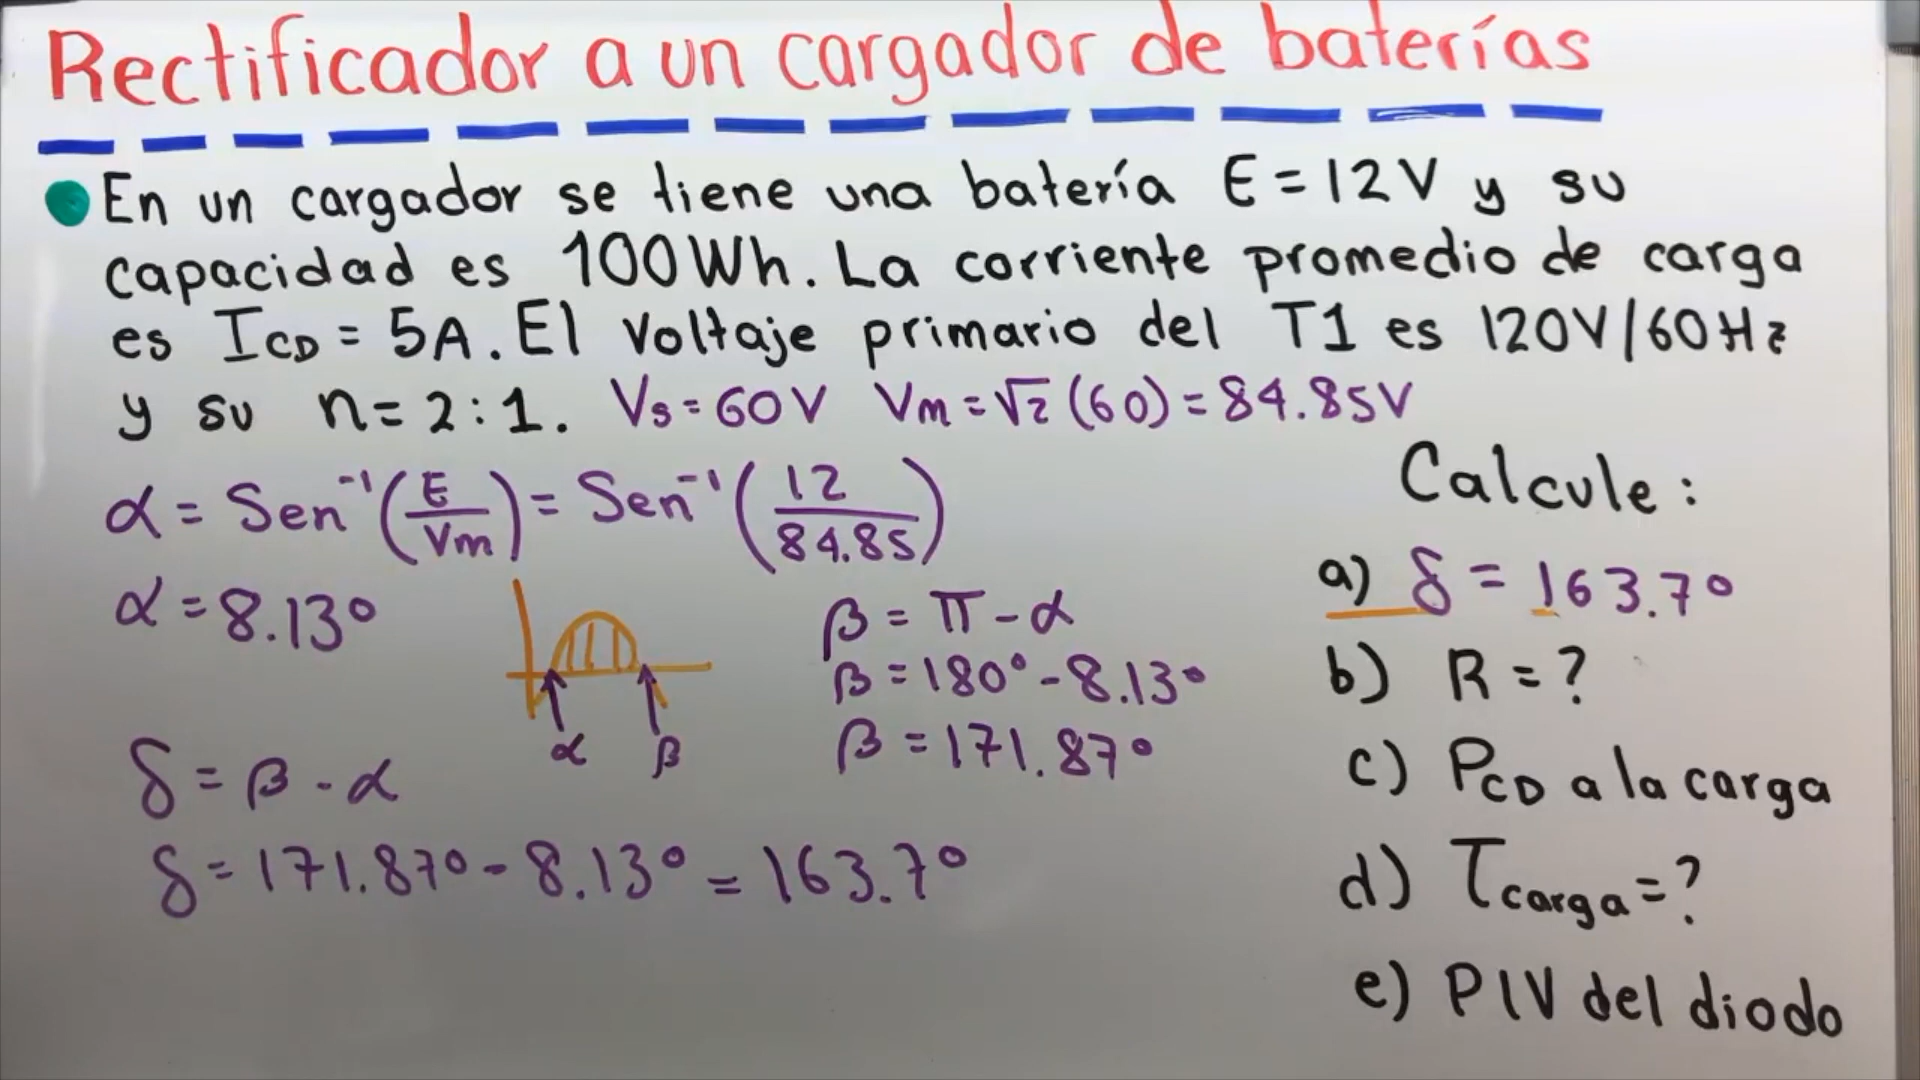 Rectificador a un cargador de baterías
En un cargador se tiene una batería E = 12V y su
capacidad es 100Wh. La corriente promedio de carga
es ICD = 5A. El voltaje primario del T1 es 120V/60Hz
y su n = 2:1. Vs = 60V Vm = √2 (60) = 84.85V
α = Sen⁻¹(E/Vm) = Sen⁻¹(12/84.85)
α = 8.13°
α β
β = π - α
β = 180° - 8.13°
β = 171.87°
δ = β - α
δ = 171.87° - 8.13° = 163.7°
Calcule:
a) δ = 163.7°
b) R = ?
c) PCD a la carga
d) Tcarga = ?
e) PIV del diodo